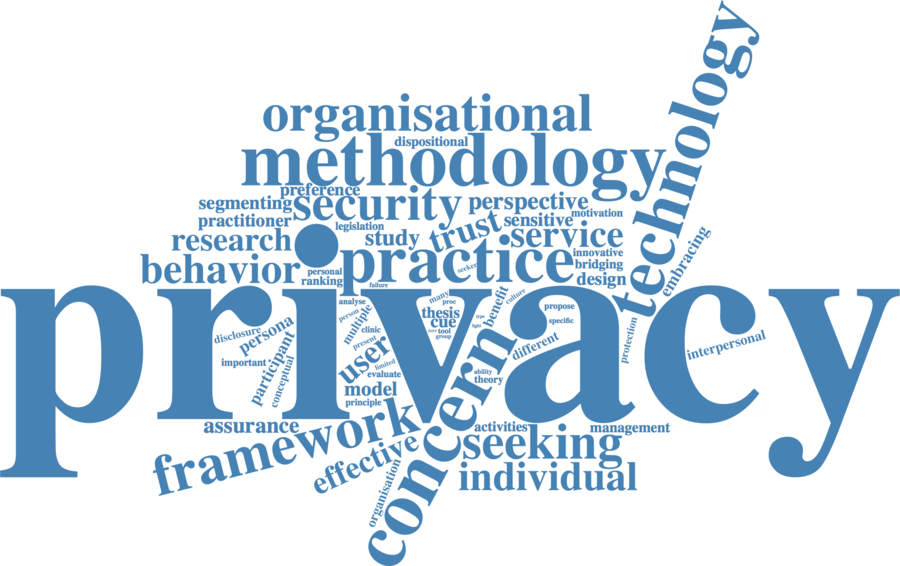 technology
organisational
dispositional
methodology
preference
segmenting
security
perspective
practitioner
legislation
trust
sensitive
motivation
research
study
service
behavior
practice
innovative
personal
seeker
bridging
ranking
failure
design
embracing
privacy
analyse
many
proc
benefit
culture
propose
person
multiple
thesis
cue
type
specific
disclosure
persona
clinic
tool
light
group
protection
present
different
interpersonal
important
participant
conceptual
user
limited
evaluate
ability
theory
model
principle
concern
assurance
framework
activities
management
effective
seeking
organisation
individual